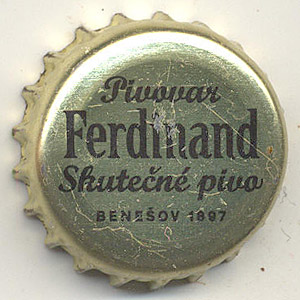 Pivovar
Ferdinand
Skutečné pivo
BENEŠOV 1897